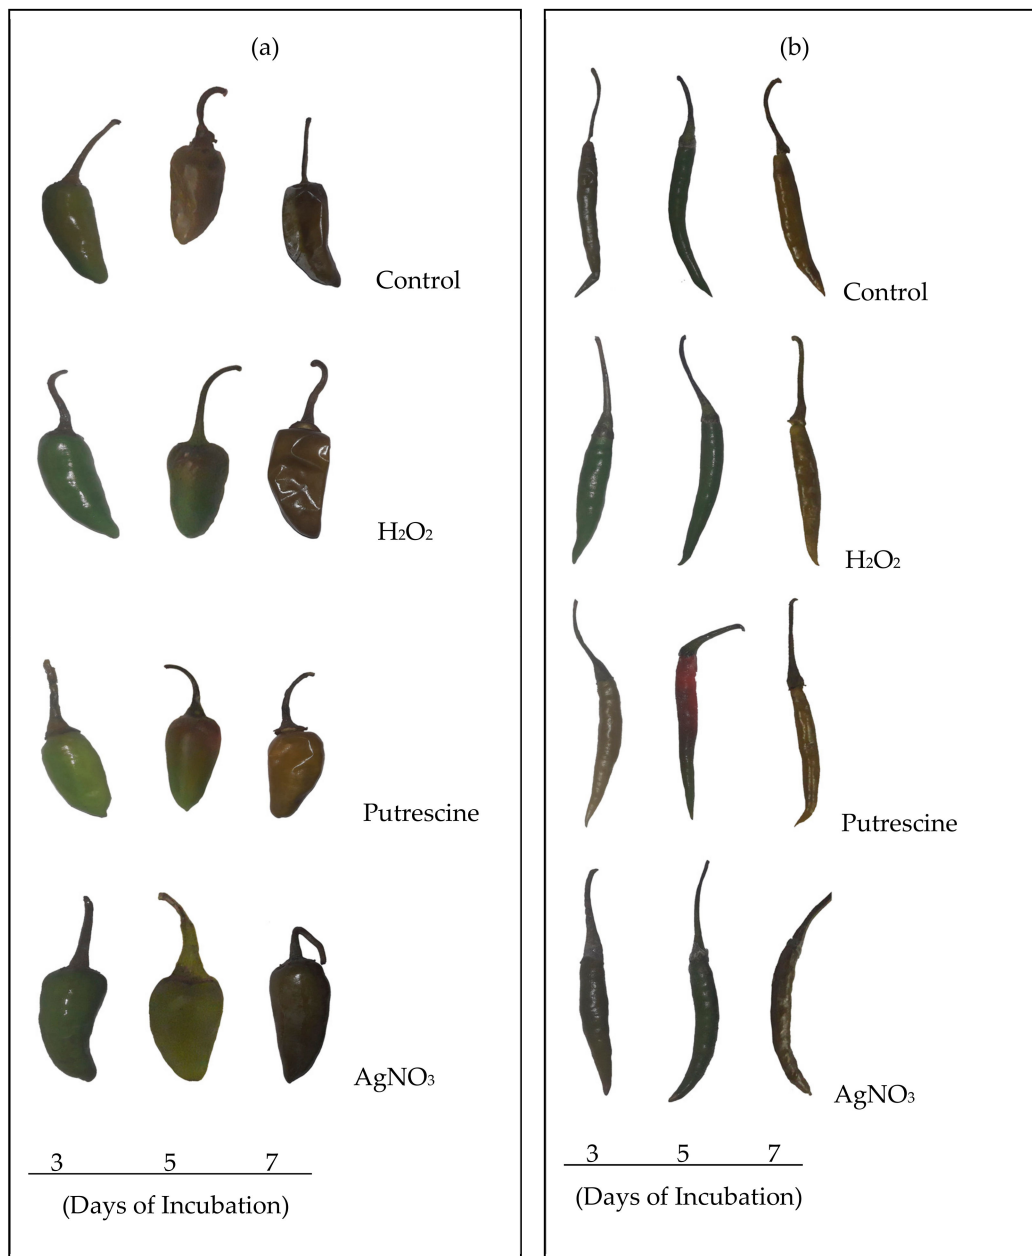 (a)
Control
H₂O₂
Putrescine
AgNO₃
3 5 7
(Days of Incubation)
(b)
Control
H₂O₂
Putrescine
AgNO₃
3 5 7
(Days of Incubation)